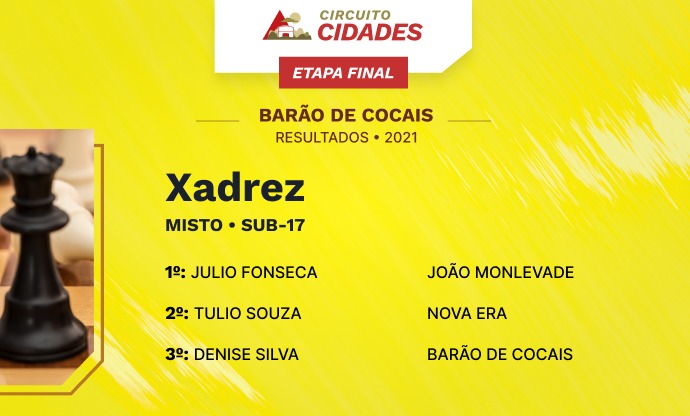 CIRCUITO
CIDADES
ETAPA FINAL
BARÃO DE COCAIS
RESULTADOS • 2021
Xadrez
MISTO • SUB-17
1º: JULIO FONSECA JOÃO MONLEVADE
2º: TULIO SOUZA NOVA ERA
3º: DENISE SILVA BARÃO DE COCAIS